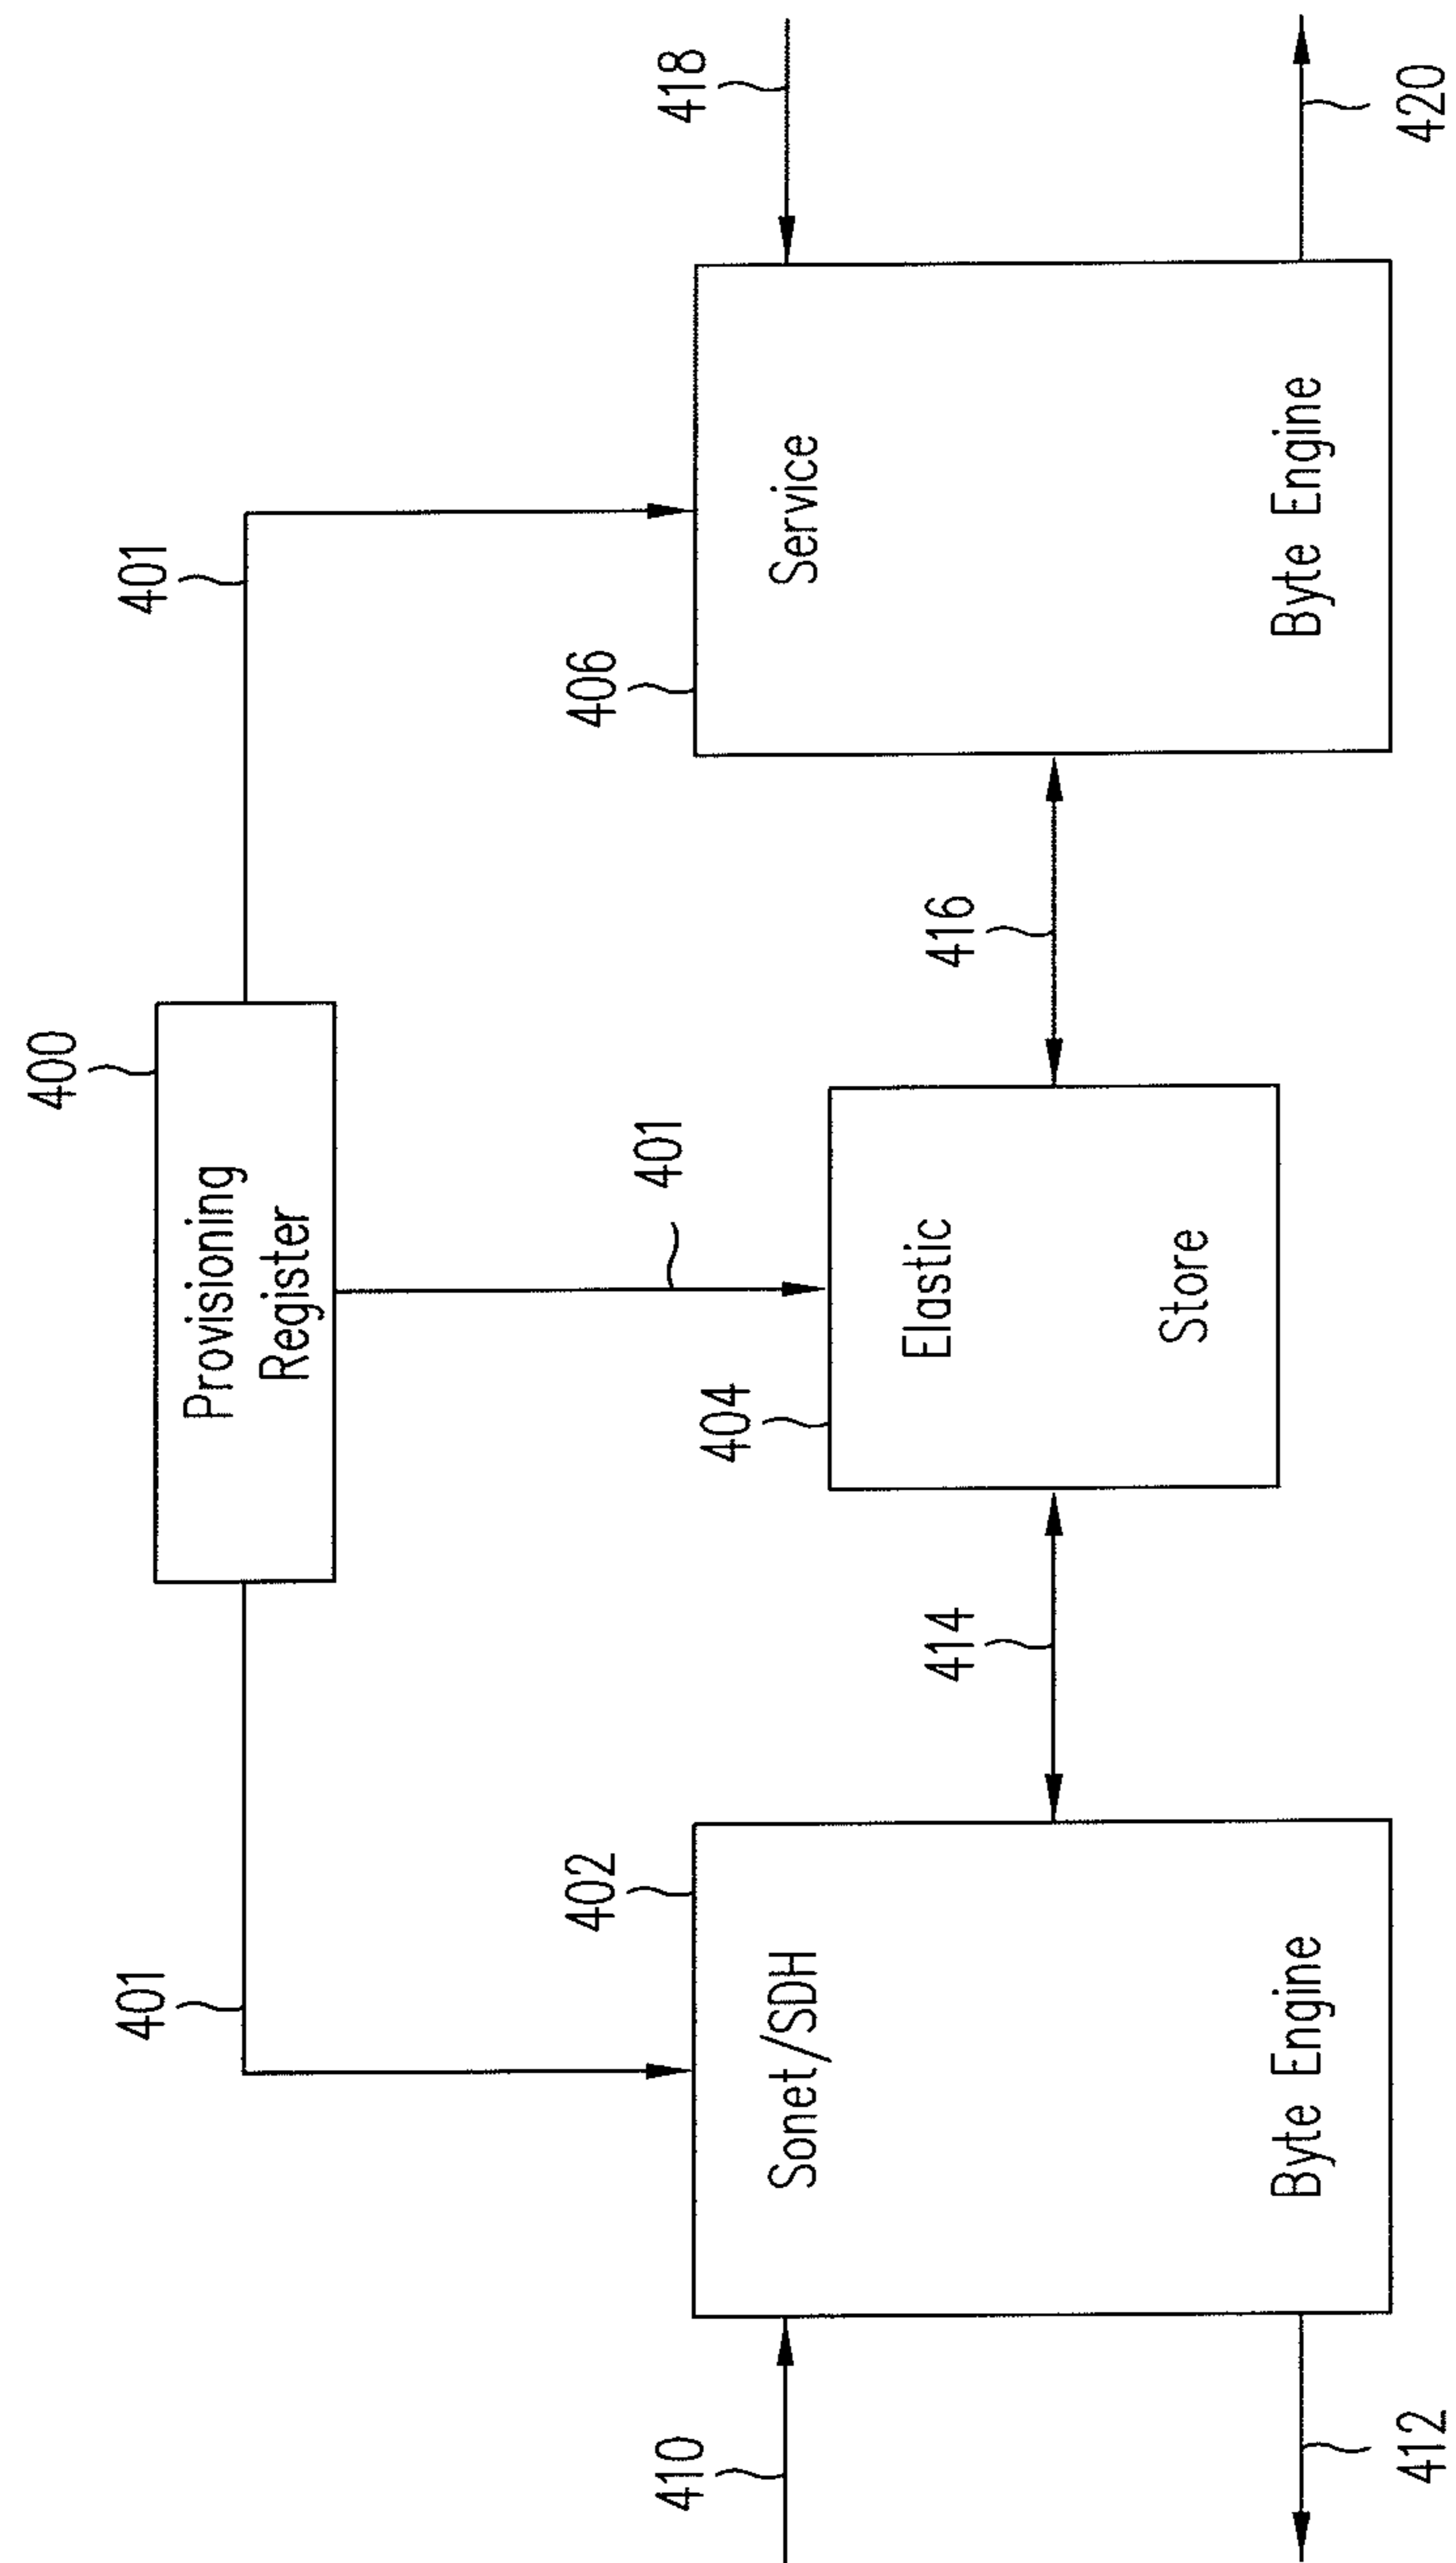 400
Provisioning
Register
401
401
401
402
404
406
Sonet/SDH
Byte Engine
Elastic
Store
Service
Byte Engine
410
412
414
416
418
420